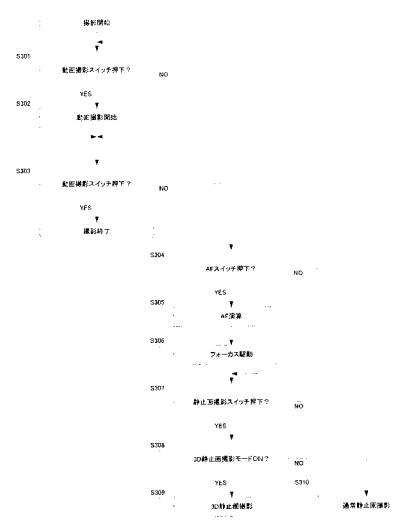 撮影開始
S301
動画撮影スイッチ押下？
NO
YES
S302
動画撮影開始
S303
動画撮影スイッチ押下？
NO
YES
撮影終了
S304
AFスイッチ押下？
NO
YES
S305
AF演算
S306
フォーカス駆動
S307
静止画撮影スイッチ押下？
NO
YES
S308
3D静止画撮影モードON？
NO
YES
S310
S309
3D静止画撮影
通常静止画撮影